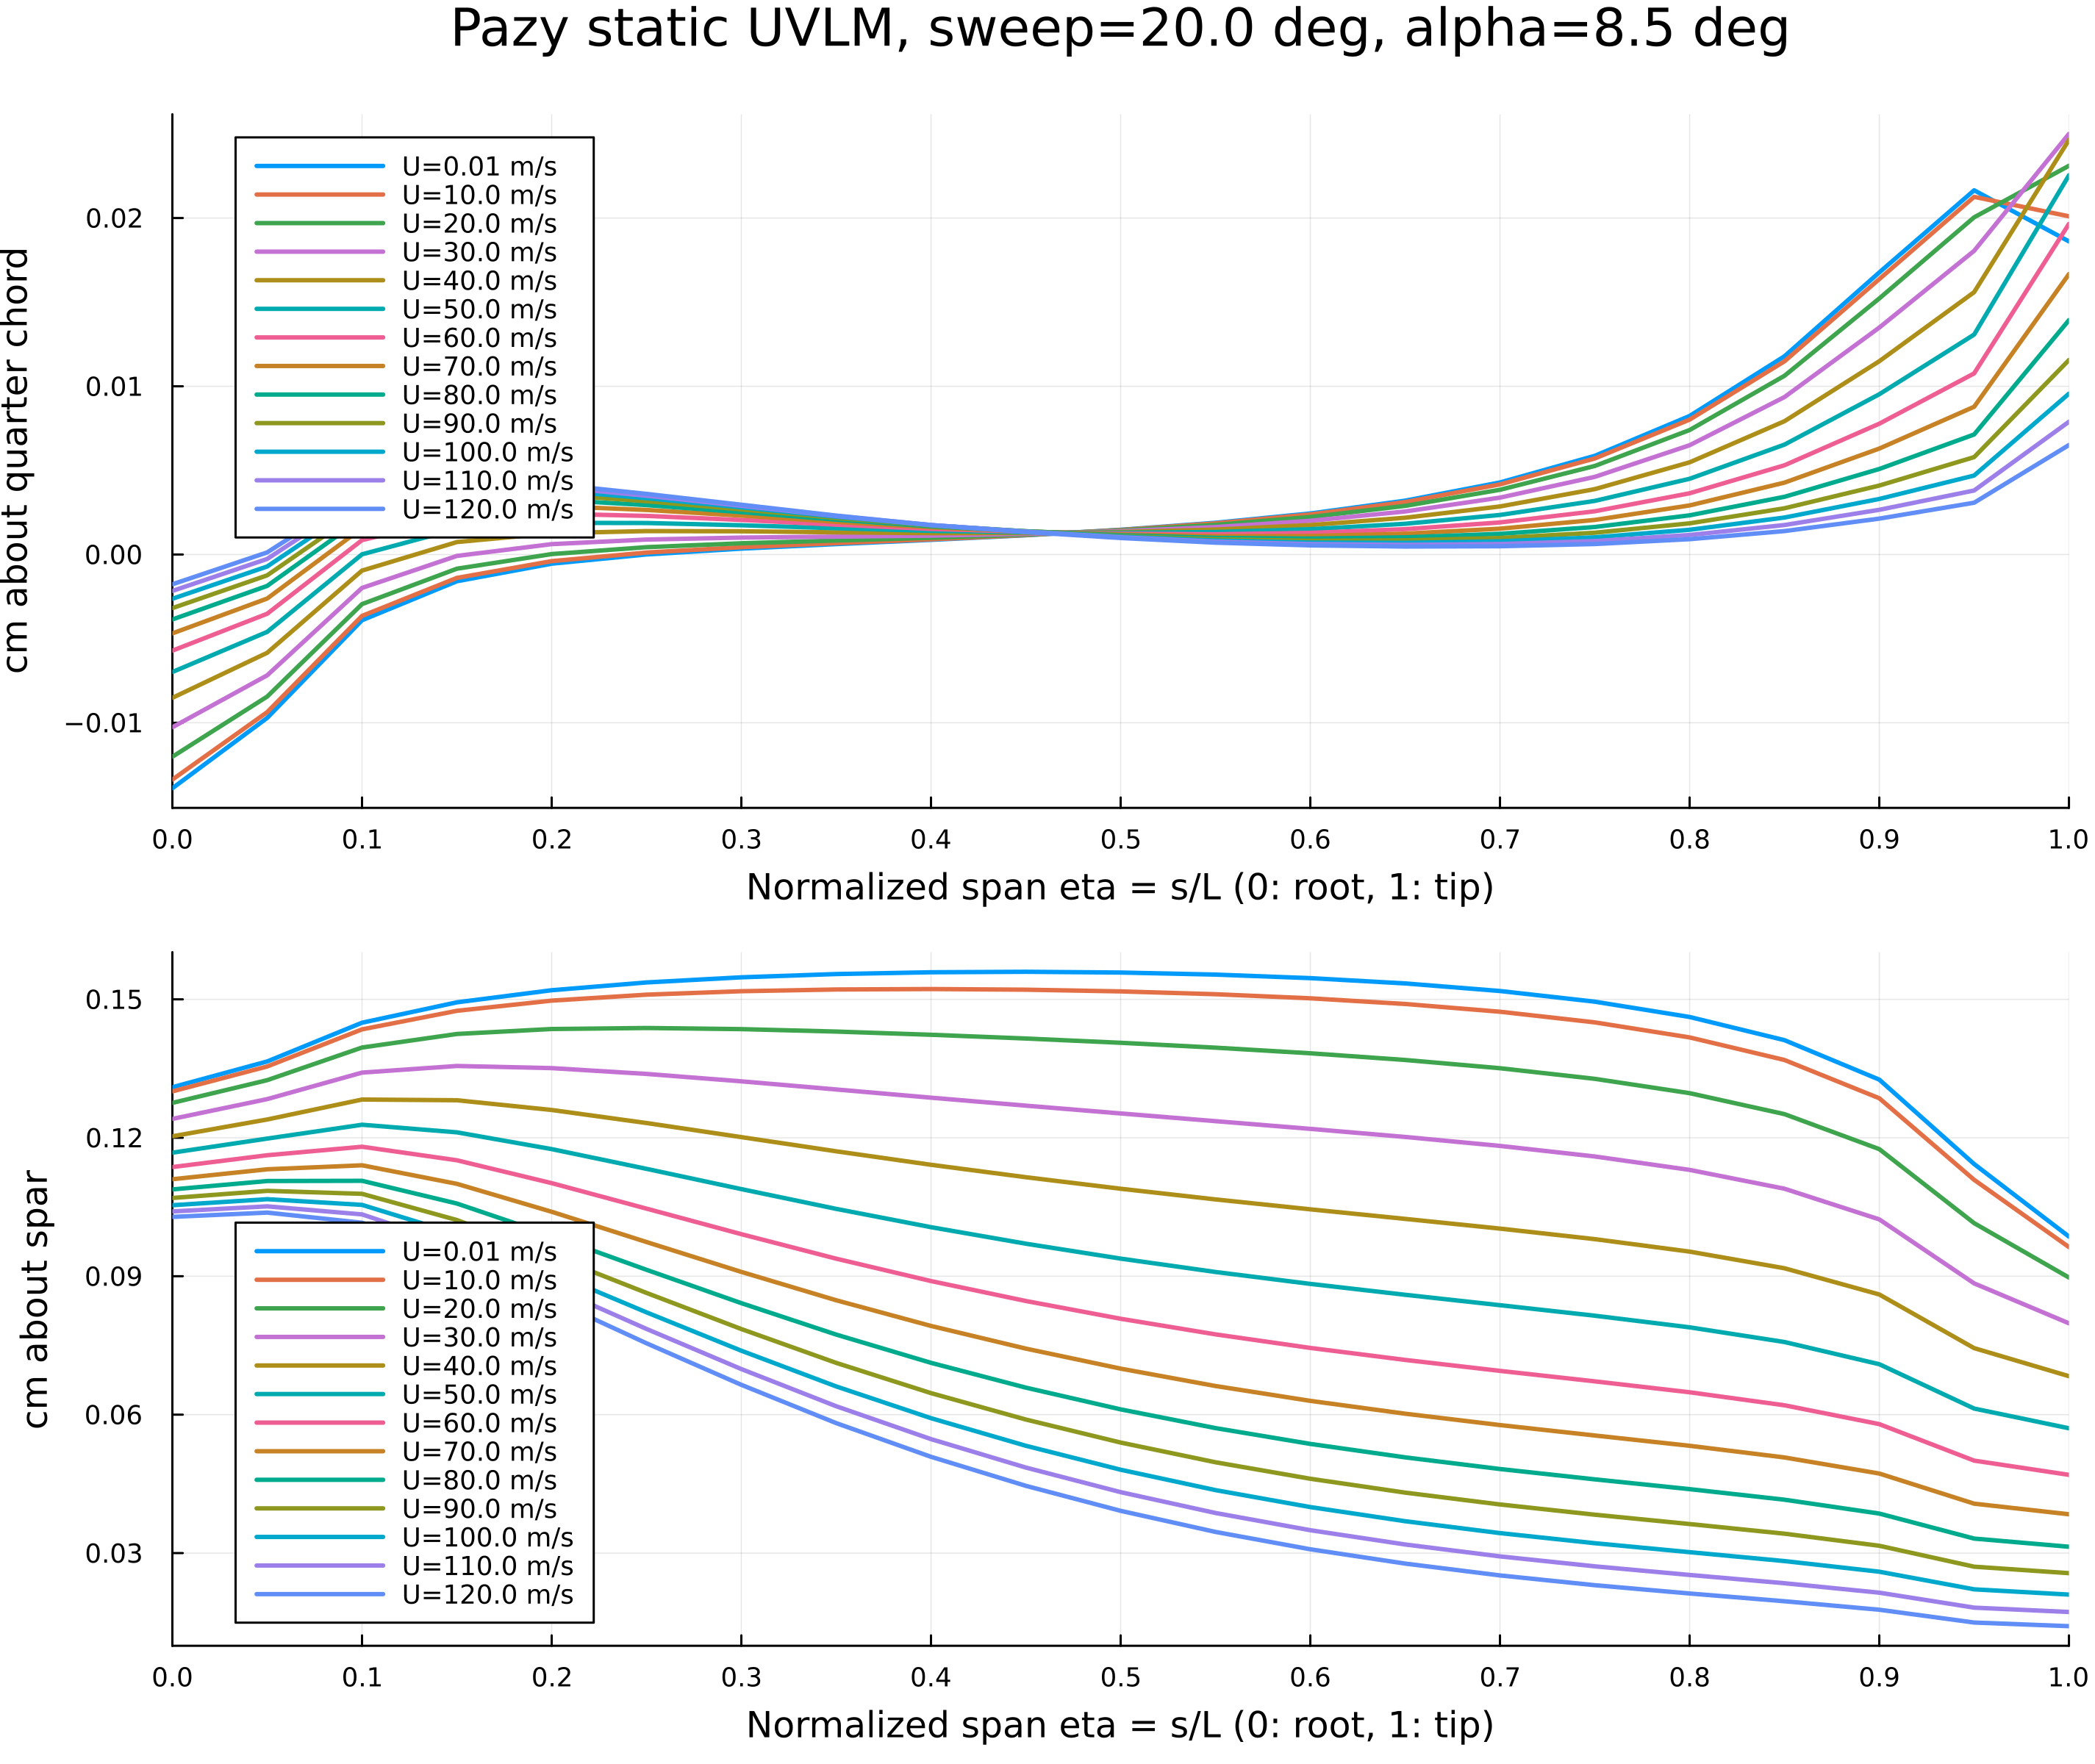 Pazy static UVLM, sweep=20.0 deg, alpha=8.5 deg
cm about quarter chord
0.02
0.01
0.00
−0.01
U=0.01 m/s
U=10.0 m/s
U=20.0 m/s
U=30.0 m/s
U=40.0 m/s
U=50.0 m/s
U=60.0 m/s
U=70.0 m/s
U=80.0 m/s
U=90.0 m/s
U=100.0 m/s
U=110.0 m/s
U=120.0 m/s
0.0 0.1 0.2 0.3 0.4 0.5 0.6 0.7 0.8 0.9 1.0
Normalized span eta = s/L (0: root, 1: tip)
cm about spar
0.15
0.12
0.09
0.06
0.03
U=0.01 m/s
U=10.0 m/s
U=20.0 m/s
U=30.0 m/s
U=40.0 m/s
U=50.0 m/s
U=60.0 m/s
U=70.0 m/s
U=80.0 m/s
U=90.0 m/s
U=100.0 m/s
U=110.0 m/s
U=120.0 m/s
0.0 0.1 0.2 0.3 0.4 0.5 0.6 0.7 0.8 0.9 1.0
Normalized span eta = s/L (0: root, 1: tip)